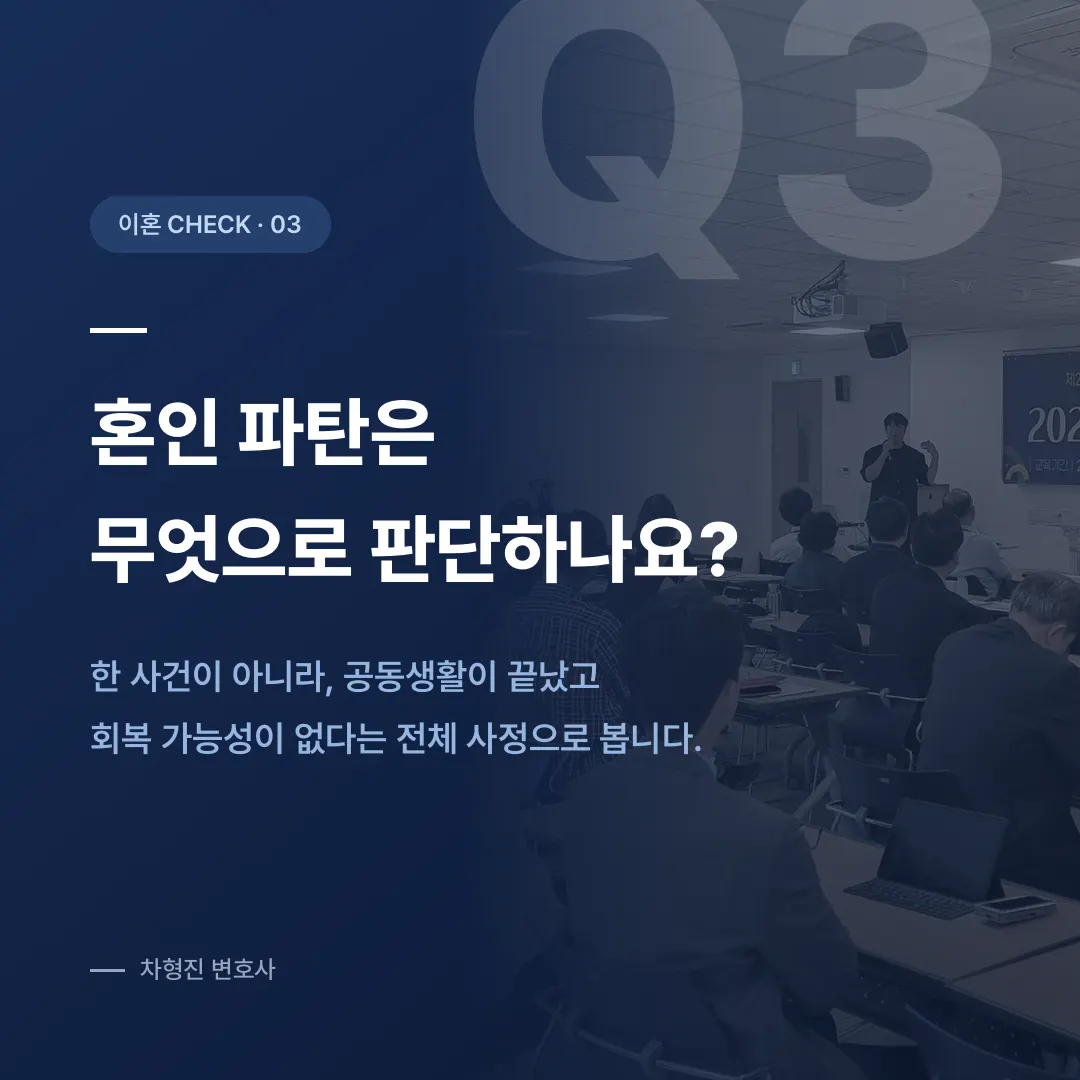 Q3
이혼 CHECK · 03
혼인 파탄은
무엇으로 판단하나요?
한 사건이 아니라, 공동생활이 끝났고
회복 가능성이 없다는 전체 사정으로 봅니다.
차형진 변호사
제2
202